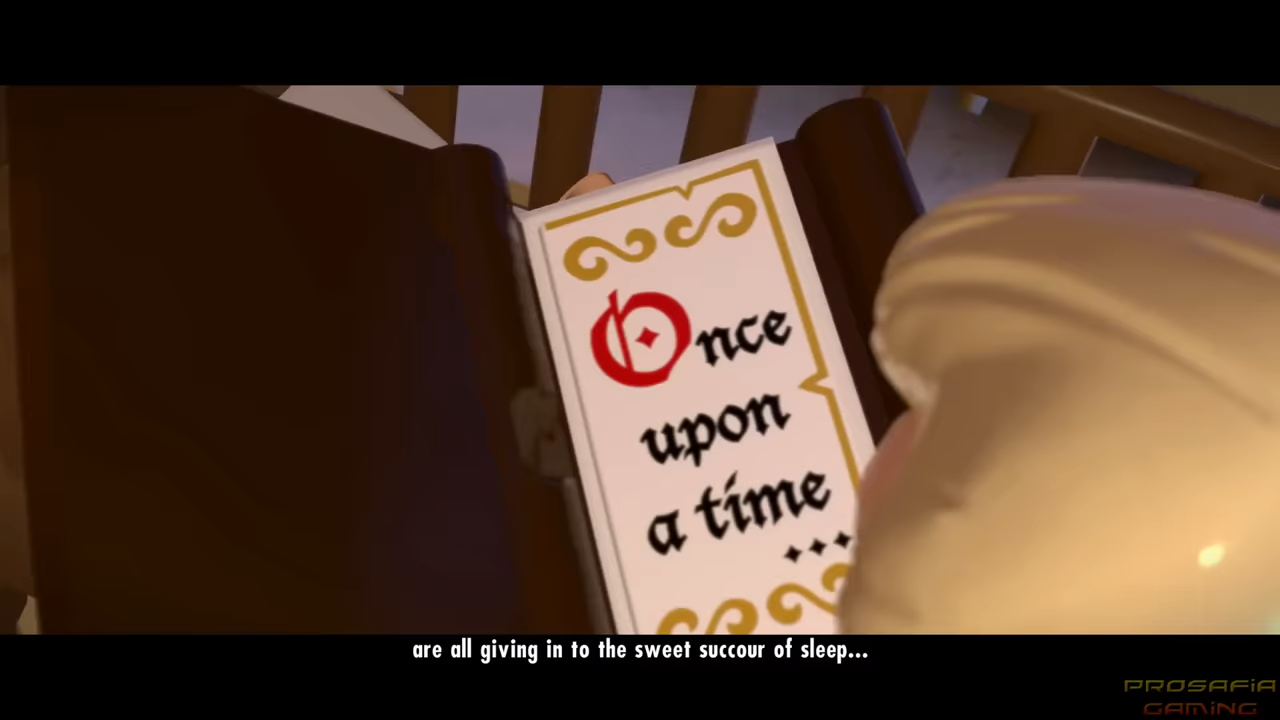 Once
upon
a time
...
are all giving in to the sweet succour of sleep...
PROSAFIA
GAMING